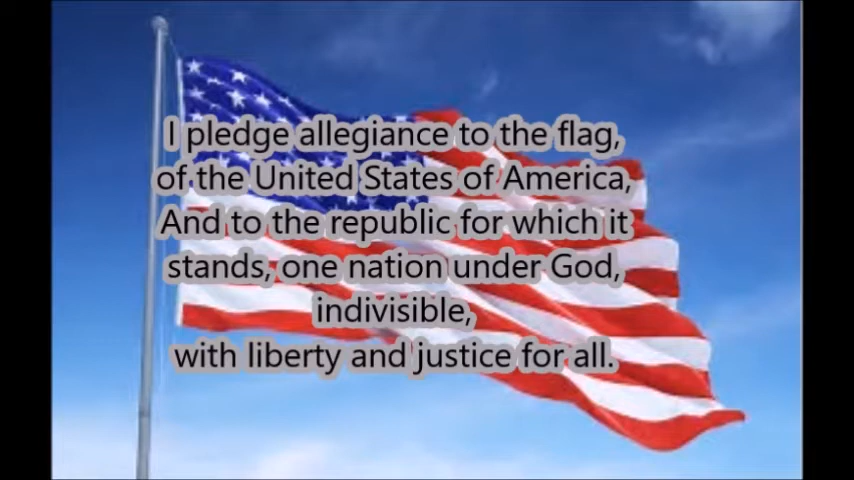 I pledge allegiance to the flag,
of the United States of America,
And to the republic for which it
stands, one nation under God,
indivisible,
with liberty and justice for all.